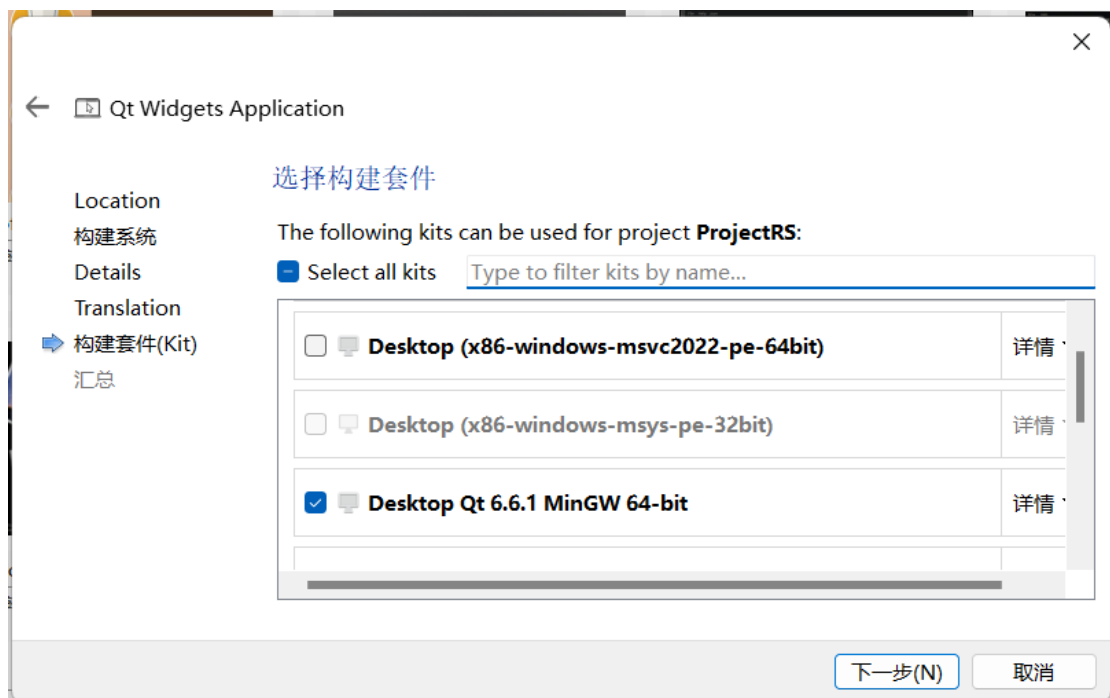 Qt Widgets Application
选择构建套件
Location
构建系统
Details
Translation
构建套件(Kit)
汇总
The following kits can be used for project ProjectRS:
Select all kits
Type to filter kits by name...
Desktop (x86-windows-msvc2022-pe-64bit)
详情
Desktop (x86-windows-msys-pe-32bit)
详情
Desktop Qt 6.6.1 MinGW 64-bit
详情
下一步(N)
取消